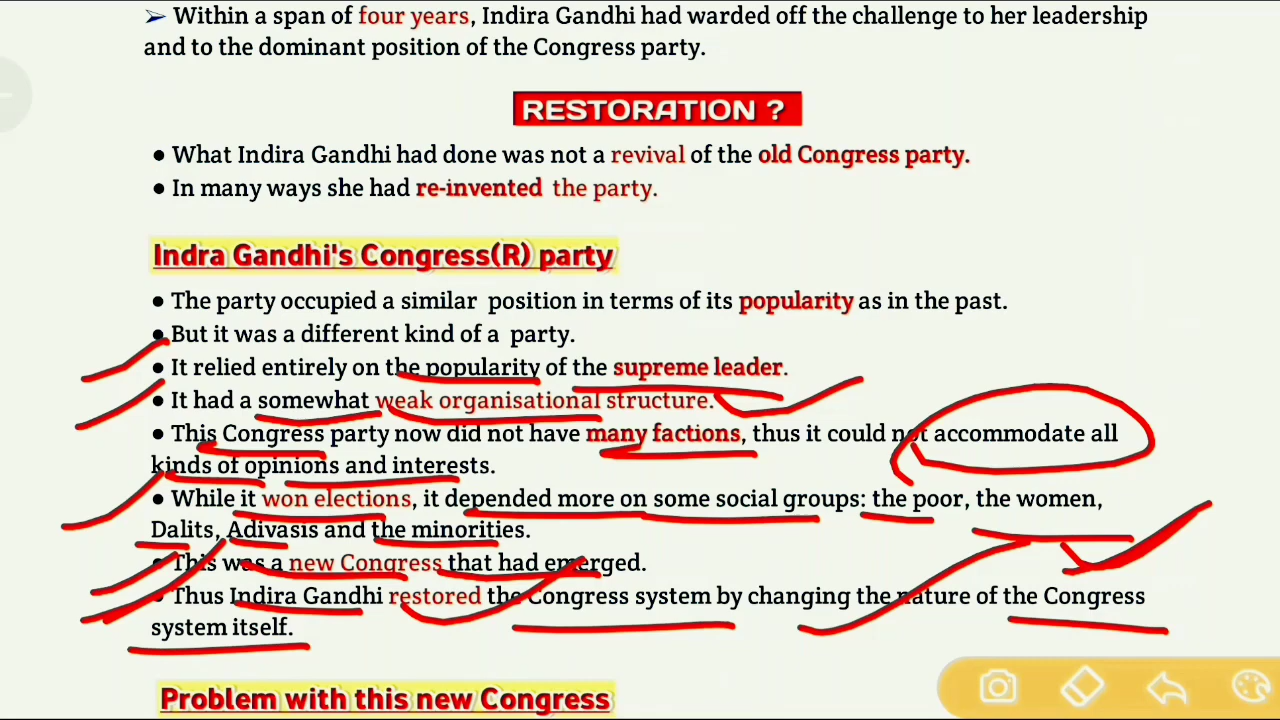 ➢ Within a span of four years, Indira Gandhi had warded off the challenge to her leadership
and to the dominant position of the Congress party.
RESTORATION ?
● What Indira Gandhi had done was not a revival of the old Congress party.
● In many ways she had re-invented the party.
Indra Gandhi's Congress(R) party
● The party occupied a similar position in terms of its popularity as in the past.
● But it was a different kind of a party.
● It relied entirely on the popularity of the supreme leader.
● It had a somewhat weak organisational structure.
● This Congress party now did not have many factions, thus it could not accommodate all
kinds of opinions and interests.
● While it won elections, it depended more on some social groups: the poor, the women,
Dalits, Adivasis and the minorities.
● This was a new Congress that had emerged.
● Thus Indira Gandhi restored the Congress system by changing the nature of the Congress
system itself.
Problem with this new Congress